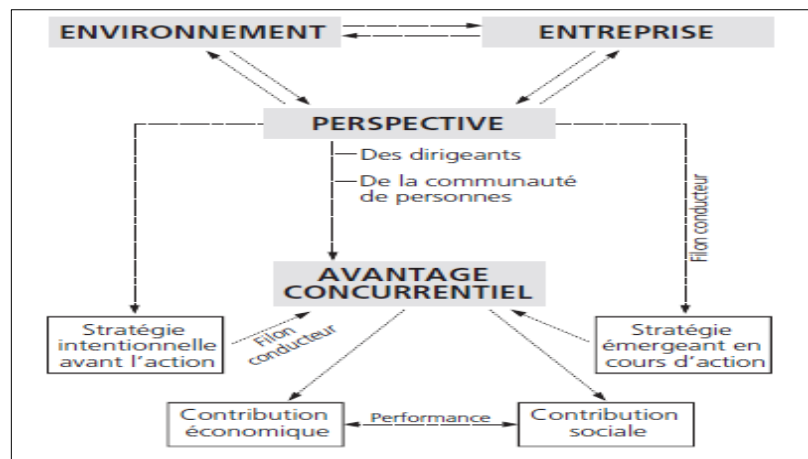 ENVIRONNEMENT
ENTREPRISE
PERSPECTIVE
Des dirigeants
De la communauté
de personnes
Filon conducteur
AVANTAGE
CONCURRENTIEL
Stratégie
intentionnelle
avant l'action
Filon
conducteur
Stratégie
émergeant en
cours d'action
Contribution
économique
Performance
Contribution
sociale